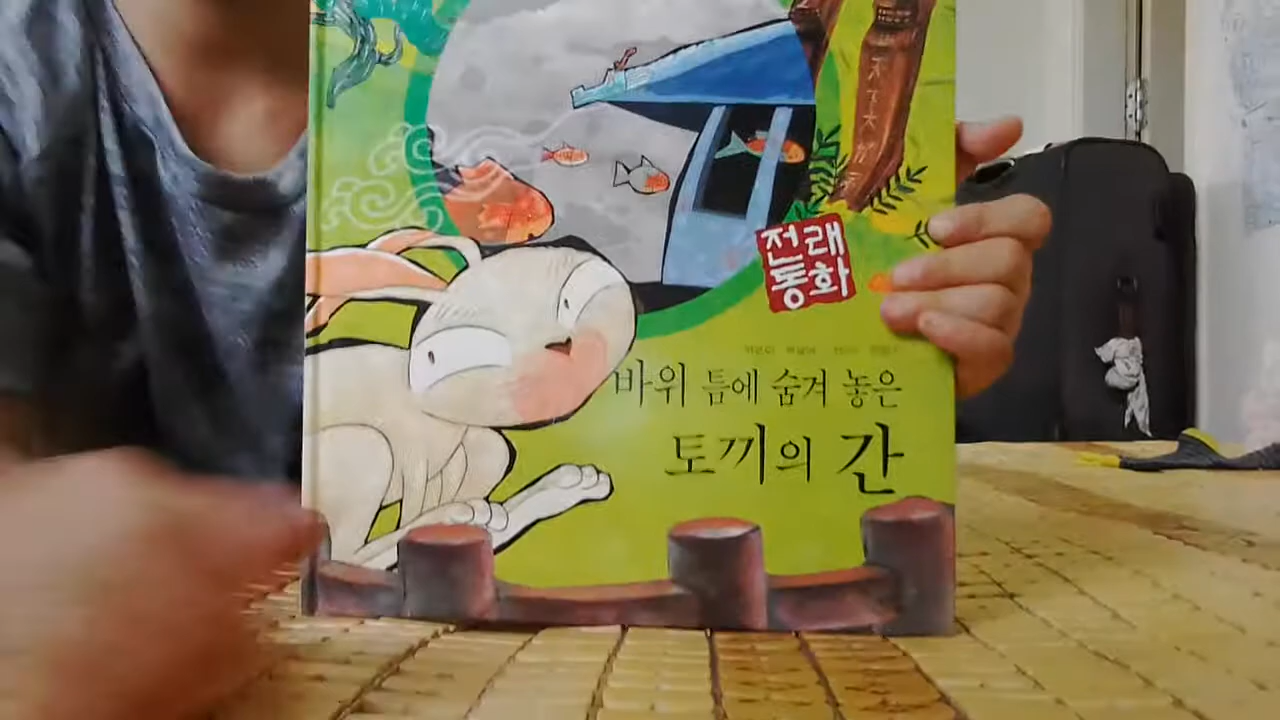 전래
동화
바위 틈에 숨겨 놓은
토끼의 간